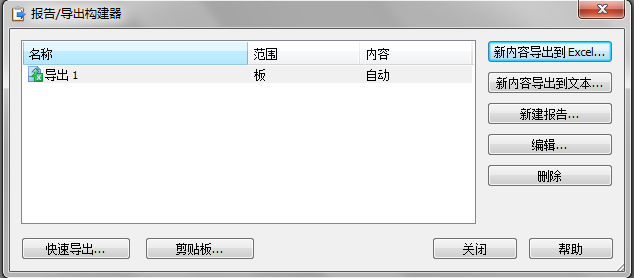 报告/导出构建器
名称 范围 内容
导出 1 板 自动
新内容导出到 Excel...
新内容导出到文本...
新建报告...
编辑...
删除
快速导出... 剪贴板... 关闭 帮助